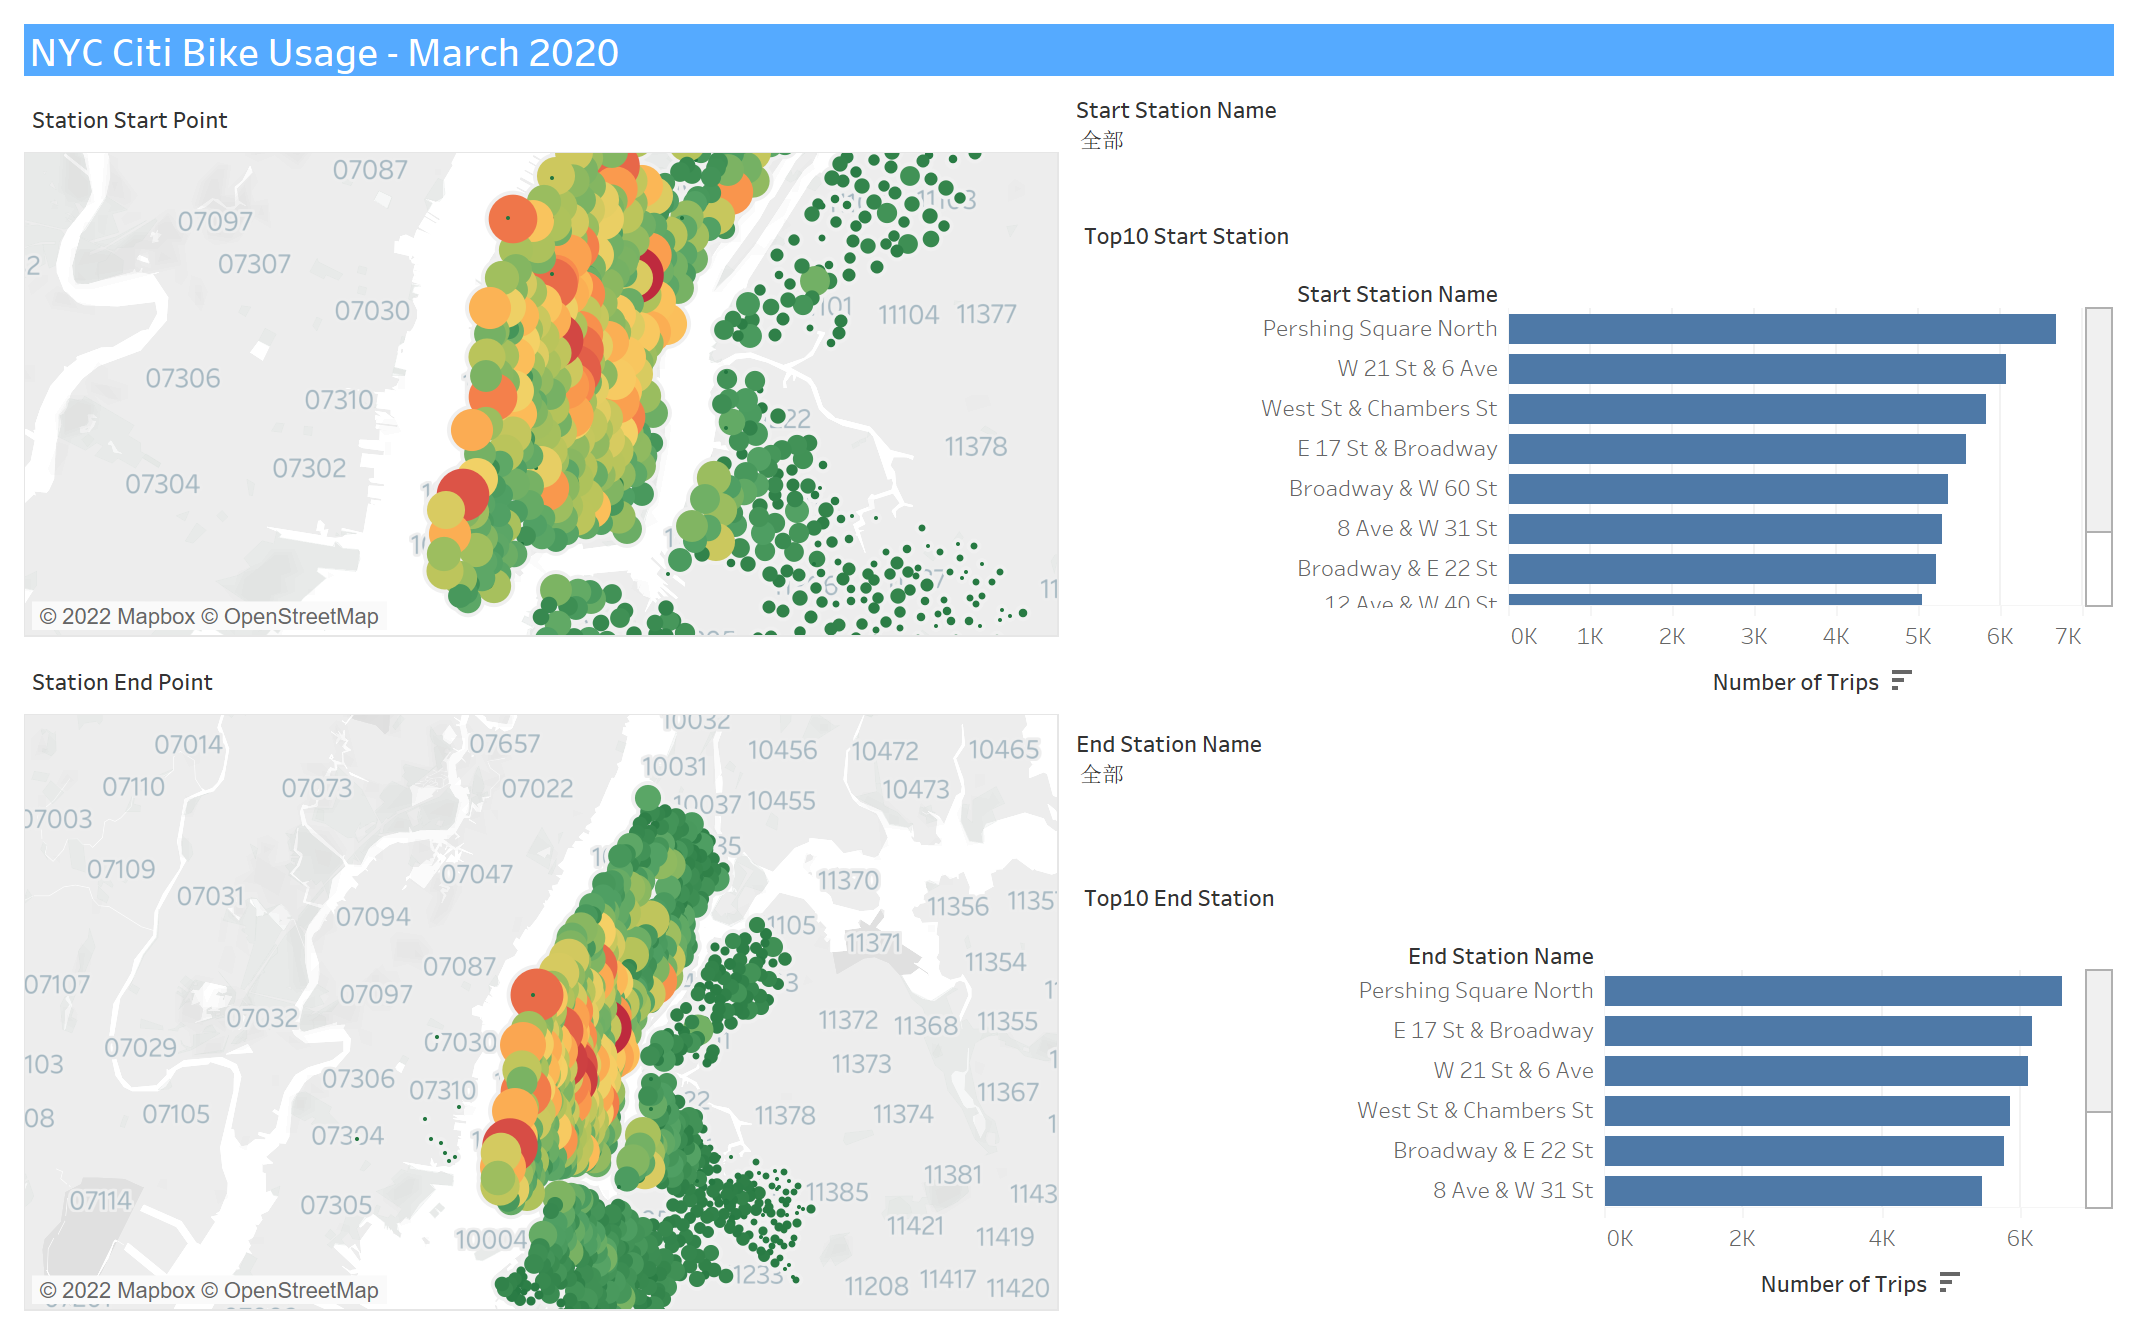 NYC Citi Bike Usage - March 2020
Station Start Point
07087
07097
07307
07030
07306
07310
07302
07304
11104
11377
11378
© 2022 Mapbox © OpenStreetMap
Start Station Name
全部
Top10 Start Station
Start Station Name
Pershing Square North
W 21 St & 6 Ave
West St & Chambers St
E 17 St & Broadway
Broadway & W 60 St
8 Ave & W 31 St
Broadway & E 22 St
12 Ave & W 40 St
0K 1K 2K 3K 4K 5K 6K 7K
Number of Trips
Station End Point
10032
07014
07657
10456
10472
10465
10031
07110
07073
07022
10473
10037
10455
07003
07109
07047
11370
07031
11356
07094
11371
07087
11354
07107
07097
07032
11372
11368
11355
07029
07030
11373
07306
07310
11367
07105
11378
11374
07304
11381
07114
07305
11385
11421
10004
11419
11208
11417
11420
© 2022 Mapbox © OpenStreetMap
End Station Name
全部
Top10 End Station
End Station Name
Pershing Square North
E 17 St & Broadway
W 21 St & 6 Ave
West St & Chambers St
Broadway & E 22 St
8 Ave & W 31 St
0K 2K 4K 6K
Number of Trips